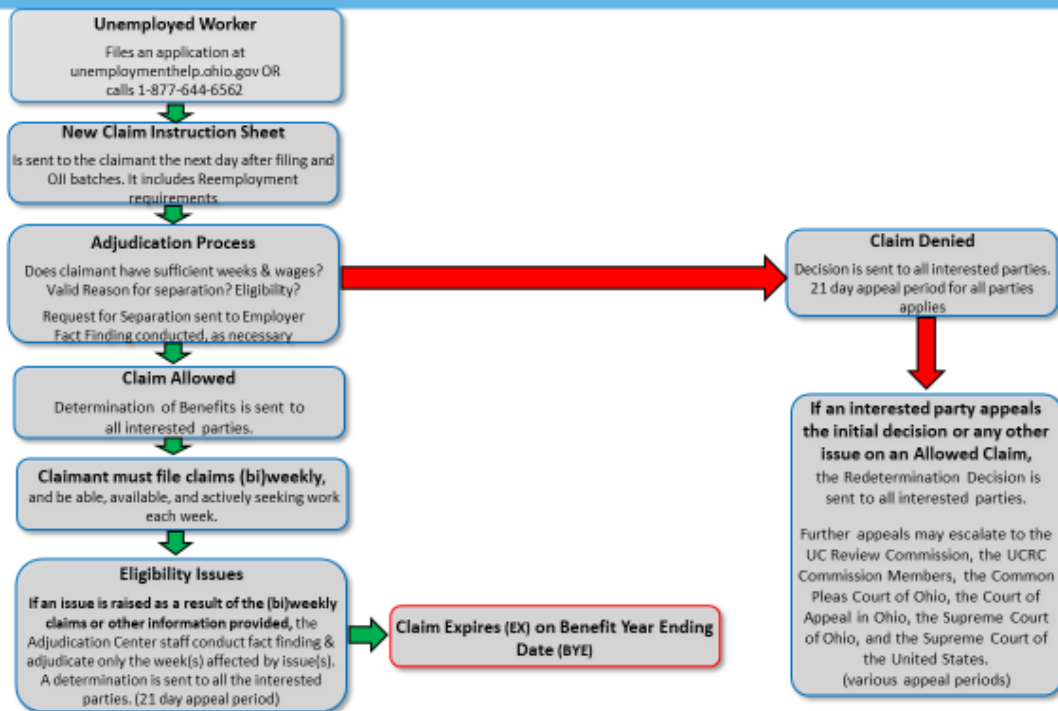 Unemployed Worker
Files an application at
unemploymenthelp.ohio.gov OR
calls 1-877-644-6562
New Claim Instruction Sheet
Is sent to the claimant the next day after filing and
OJI batches. It includes Reemployment
requirements
Adjudication Process
Does claimant have sufficient weeks & wages?
Valid Reason for separation? Eligibility?
Request for Separation sent to Employer
Fact Finding conducted, as necessary
Claim Allowed
Determination of Benefits is sent to
all interested parties.
Claimant must file claims (bi)weekly,
and be able, available, and actively seeking work
each week.
Eligibility Issues
If an issue is raised as a result of the (bi)weekly
claims or other information provided, the
Adjudication Center staff conduct fact finding &
adjudicate only the week(s) affected by issue(s).
A determination is sent to all the interested
parties. (21 day appeal period)
Claim Expires (EX) on Benefit Year Ending
Date (BYE)
Claim Denied
Decision is sent to all interested parties.
21 day appeal period for all parties
applies
If an interested party appeals
the initial decision or any other
issue on an Allowed Claim,
the Redetermination Decision is
sent to all interested parties.
Further appeals may escalate to the
UC Review Commission, the UCRC
Commission Members, the Common
Pleas Court of Ohio, the Court of
Appeal in Ohio, the Supreme Court
of Ohio, and the Supreme Court of
the United States.
(various appeal periods)